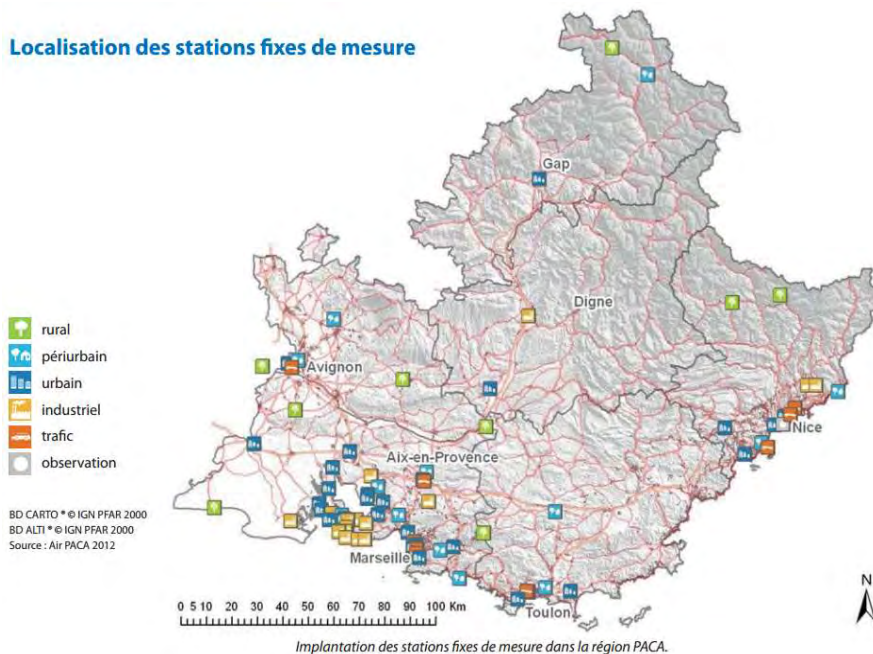 Localisation des stations fixes de mesure
Gap
Digne
rural
périurbain
urbain
industriel
trafic
observation
Avignon
Nice
Aix-en-Provence
BD CARTO ® © IGN PFAR 2000
BD ALTI ® © IGN PFAR 2000
Source : Air PACA 2012
Marseille
Toulon
N
0 5 10 20 30 40 50 60 70 80 90 100 Km
Implantation des stations fixes de mesure dans la région PACA.